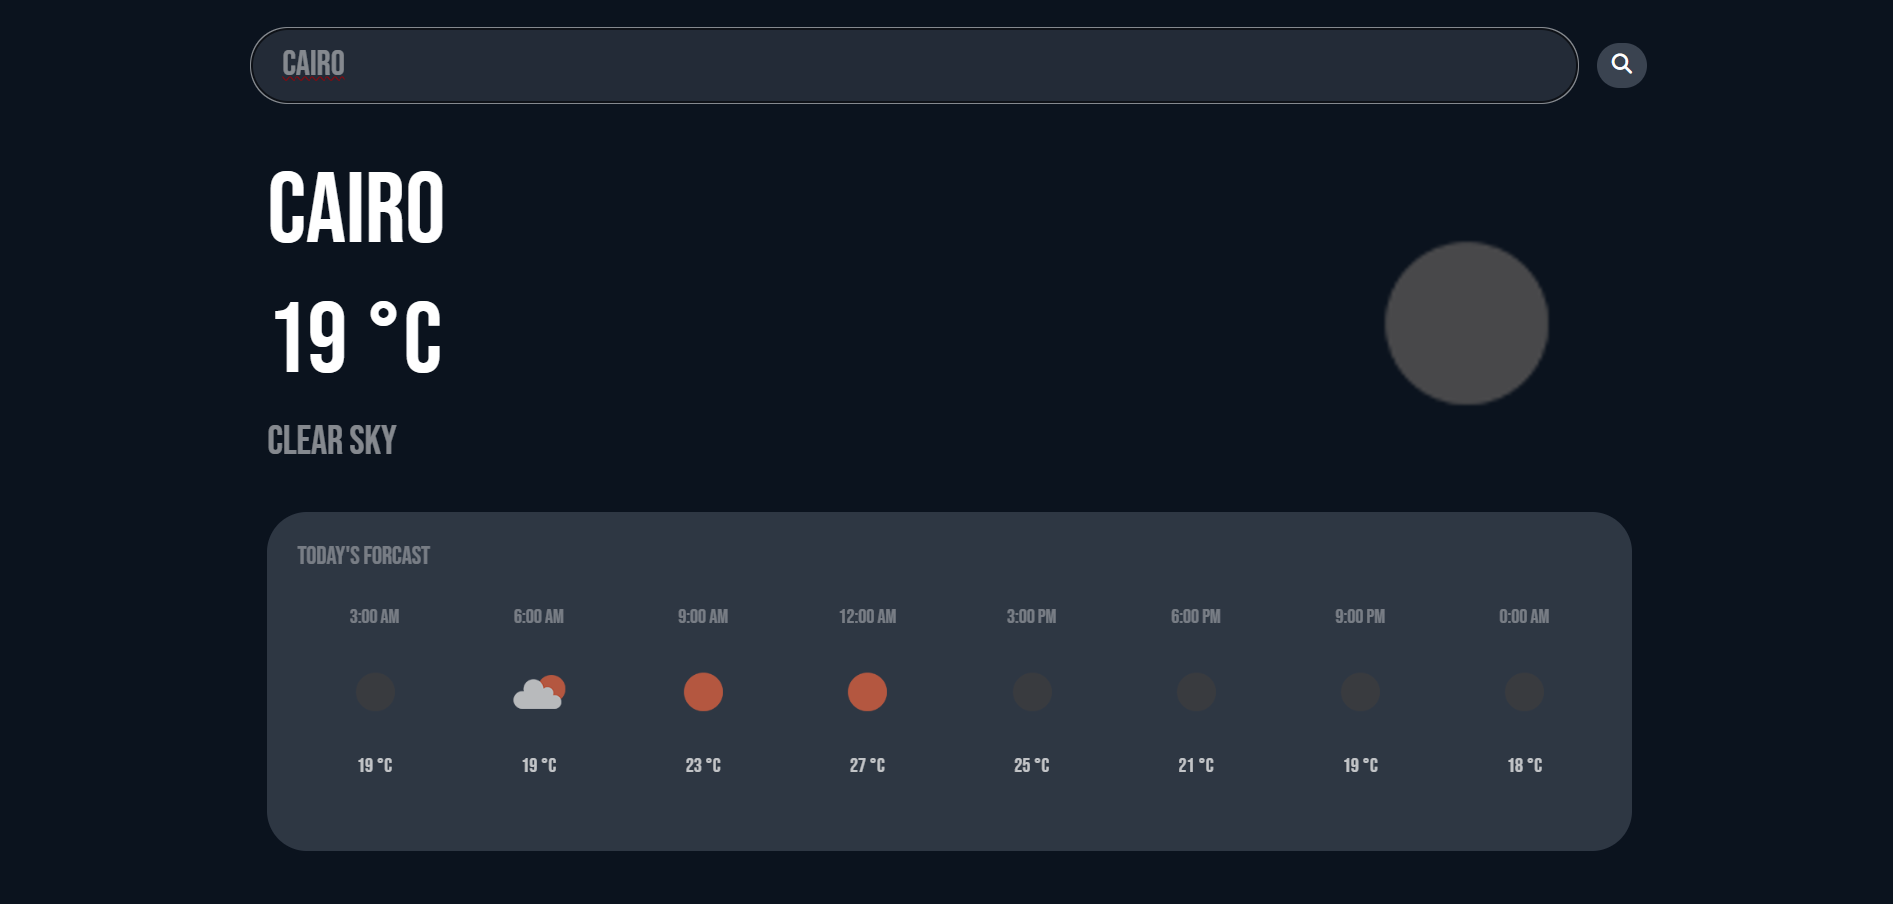 CAIRO
CAIRO
19 °C
CLEAR SKY
TODAY'S FORCAST
3:00 AM 6:00 AM 9:00 AM 12:00 AM 3:00 PM 6:00 PM 9:00 PM 0:00 AM
19 °C 19 °C 23 °C 27 °C 25 °C 21 °C 19 °C 18 °C